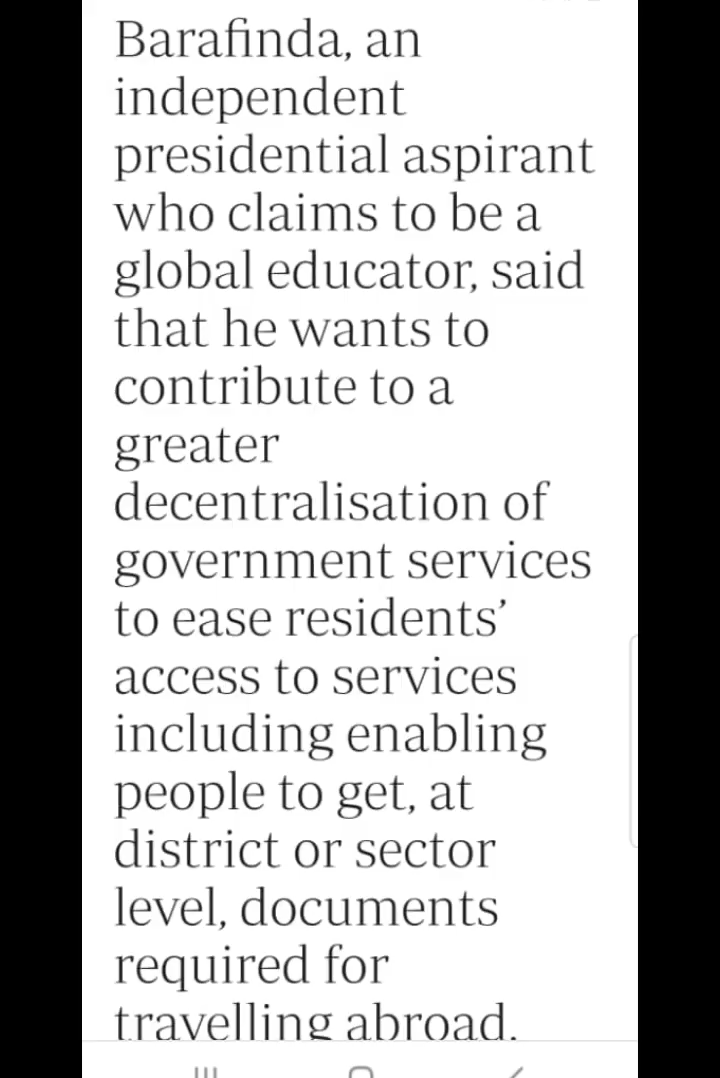 Barafinda, an
independent
presidential aspirant
who claims to be a
global educator, said
that he wants to
contribute to a
greater
decentralisation of
government services
to ease residents’
access to services
including enabling
people to get, at
district or sector
level, documents
required for
travelling abroad.